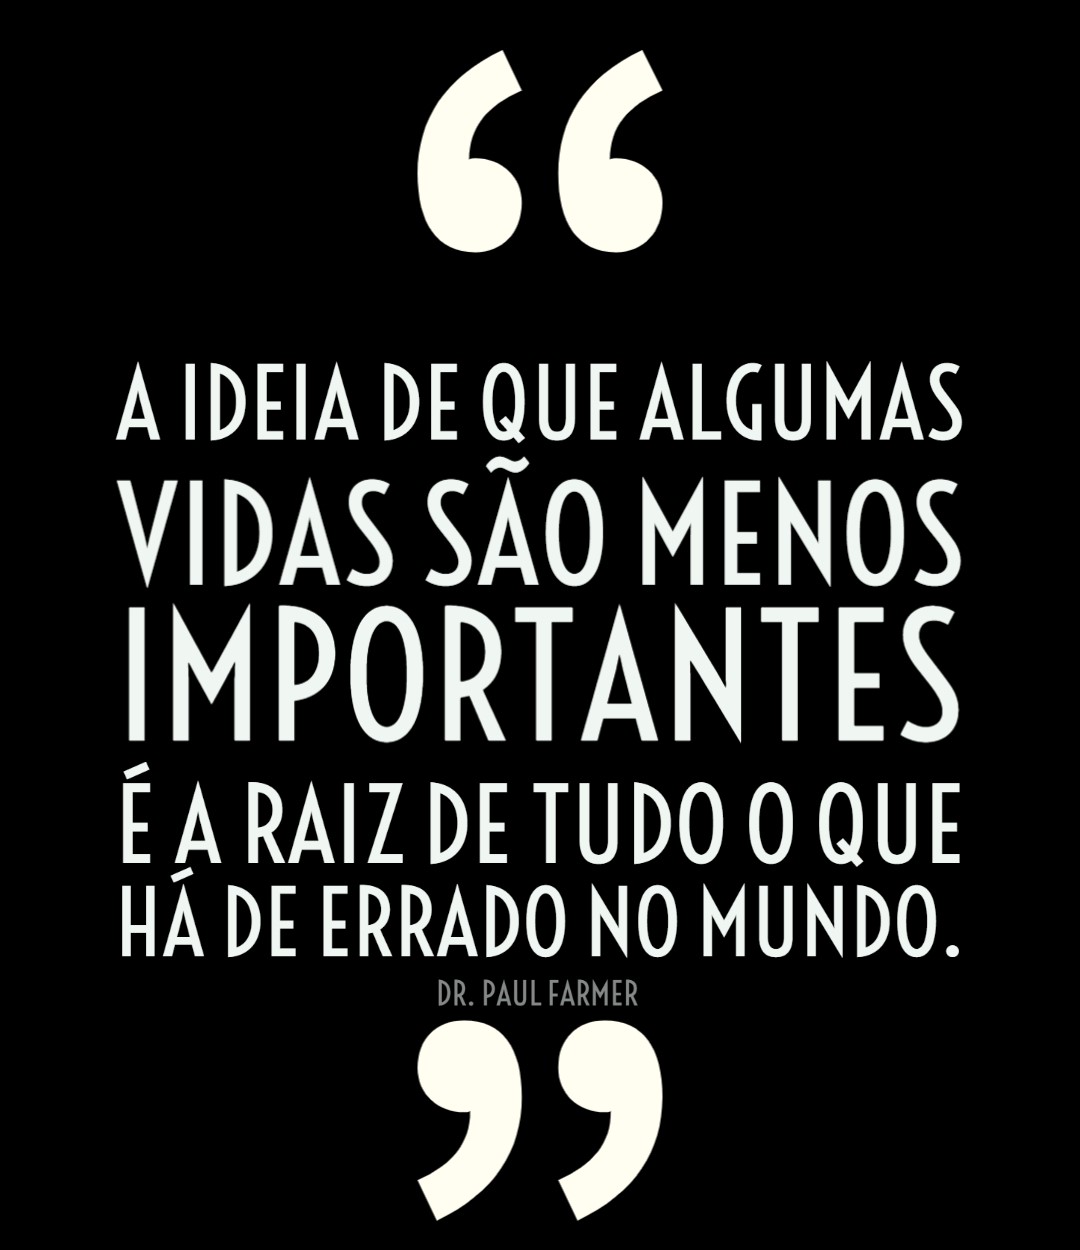 “
A IDEIA DE QUE ALGUMAS
VIDAS SÃO MENOS
IMPORTANTES
É A RAIZ DE TUDO O QUE
HÁ DE ERRADO NO MUNDO.
DR. PAUL FARMER
”